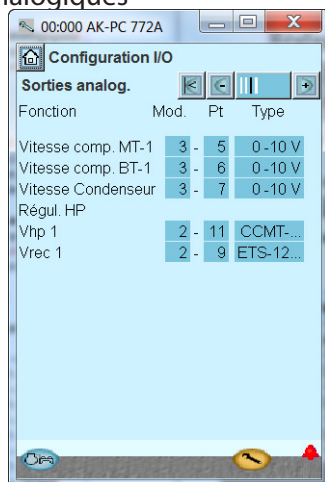 alogiques
00:000 AK-PC 772A
Configuration I/O
Sorties analog.
Fonction Mod. Pt Type
Vitesse comp. MT-1 3 - 5 0 -10 V
Vitesse comp. BT-1 3 - 6 0 -10 V
Vitesse Condenseur 3 - 7 0 -10 V
Régul. HP
Vhp 1 2 - 11 CCMT-...
Vrec 1 2 - 9 ETS-12...